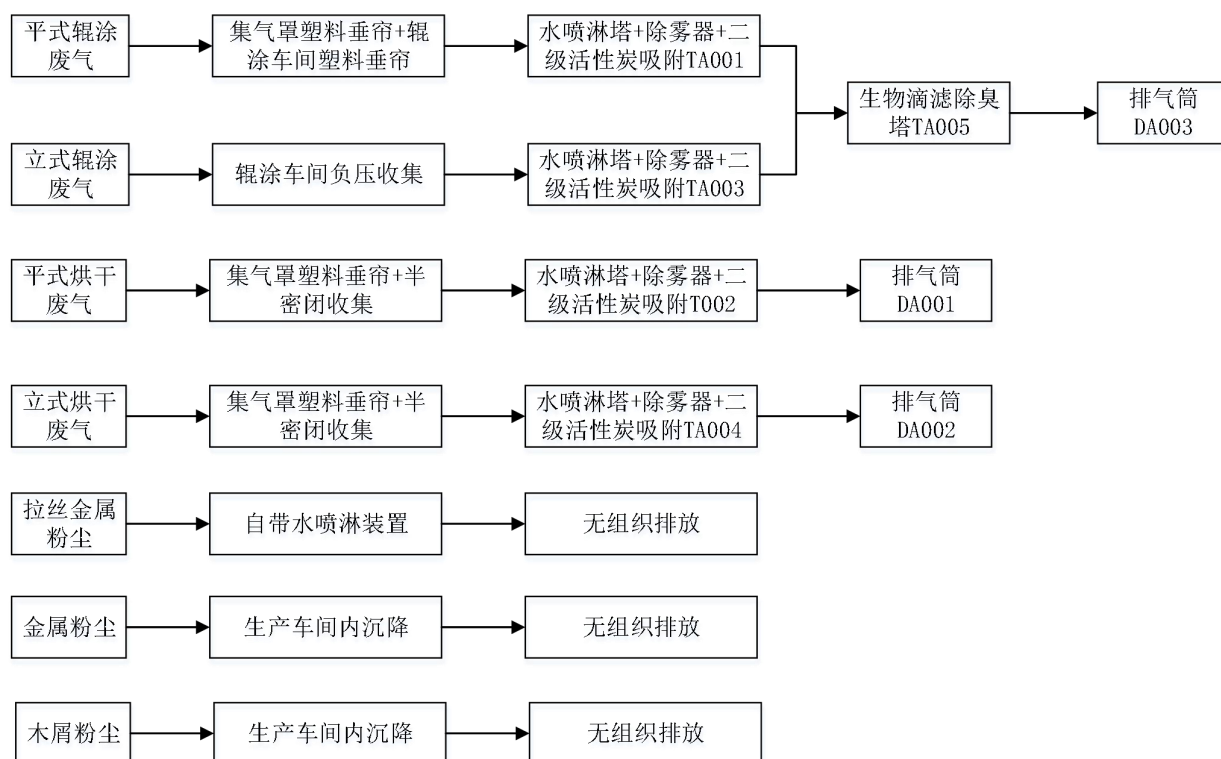 平式辊涂
废气
集气罩塑料垂帘+辊
涂车间塑料垂帘
水喷淋塔+除雾器+二
级活性炭吸附TA001
生物滴滤除臭
塔TA005
排气筒
DA003
立式辊涂
废气
辊涂车间负压收集
水喷淋塔+除雾器+二
级活性炭吸附TA003
平式烘干
废气
集气罩塑料垂帘+半
密闭收集
水喷淋塔+除雾器+二
级活性炭吸附T002
排气筒
DA001
立式烘干
废气
集气罩塑料垂帘+半
密闭收集
水喷淋塔+除雾器+二
级活性炭吸附TA004
排气筒
DA002
拉丝金属
粉尘
自带水喷淋装置
无组织排放
金属粉尘
生产车间内沉降
无组织排放
木屑粉尘
生产车间内沉降
无组织排放